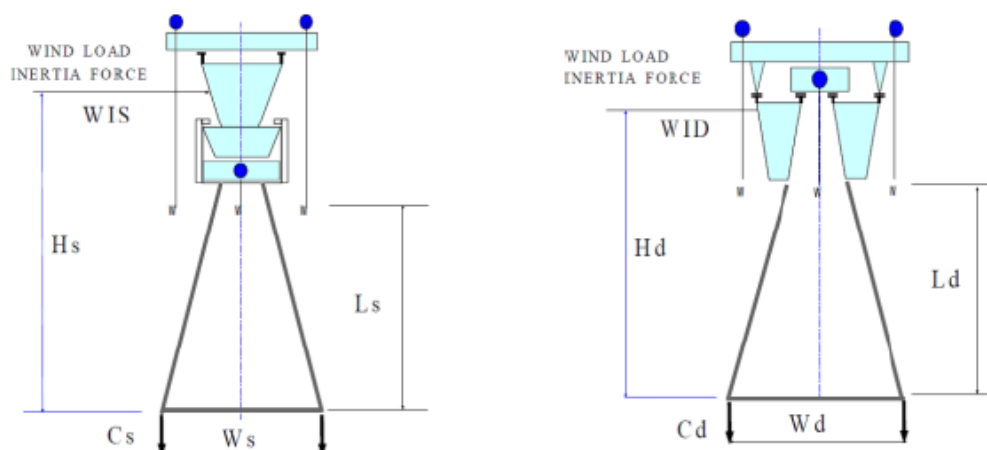 WIND LOAD
INERTIA FORCE
WIS
Hs
W W W
Ls
Cs Ws
WIND LOAD
INERTIA FORCE
WID
W W W
Hd
Ld
Cd Wd